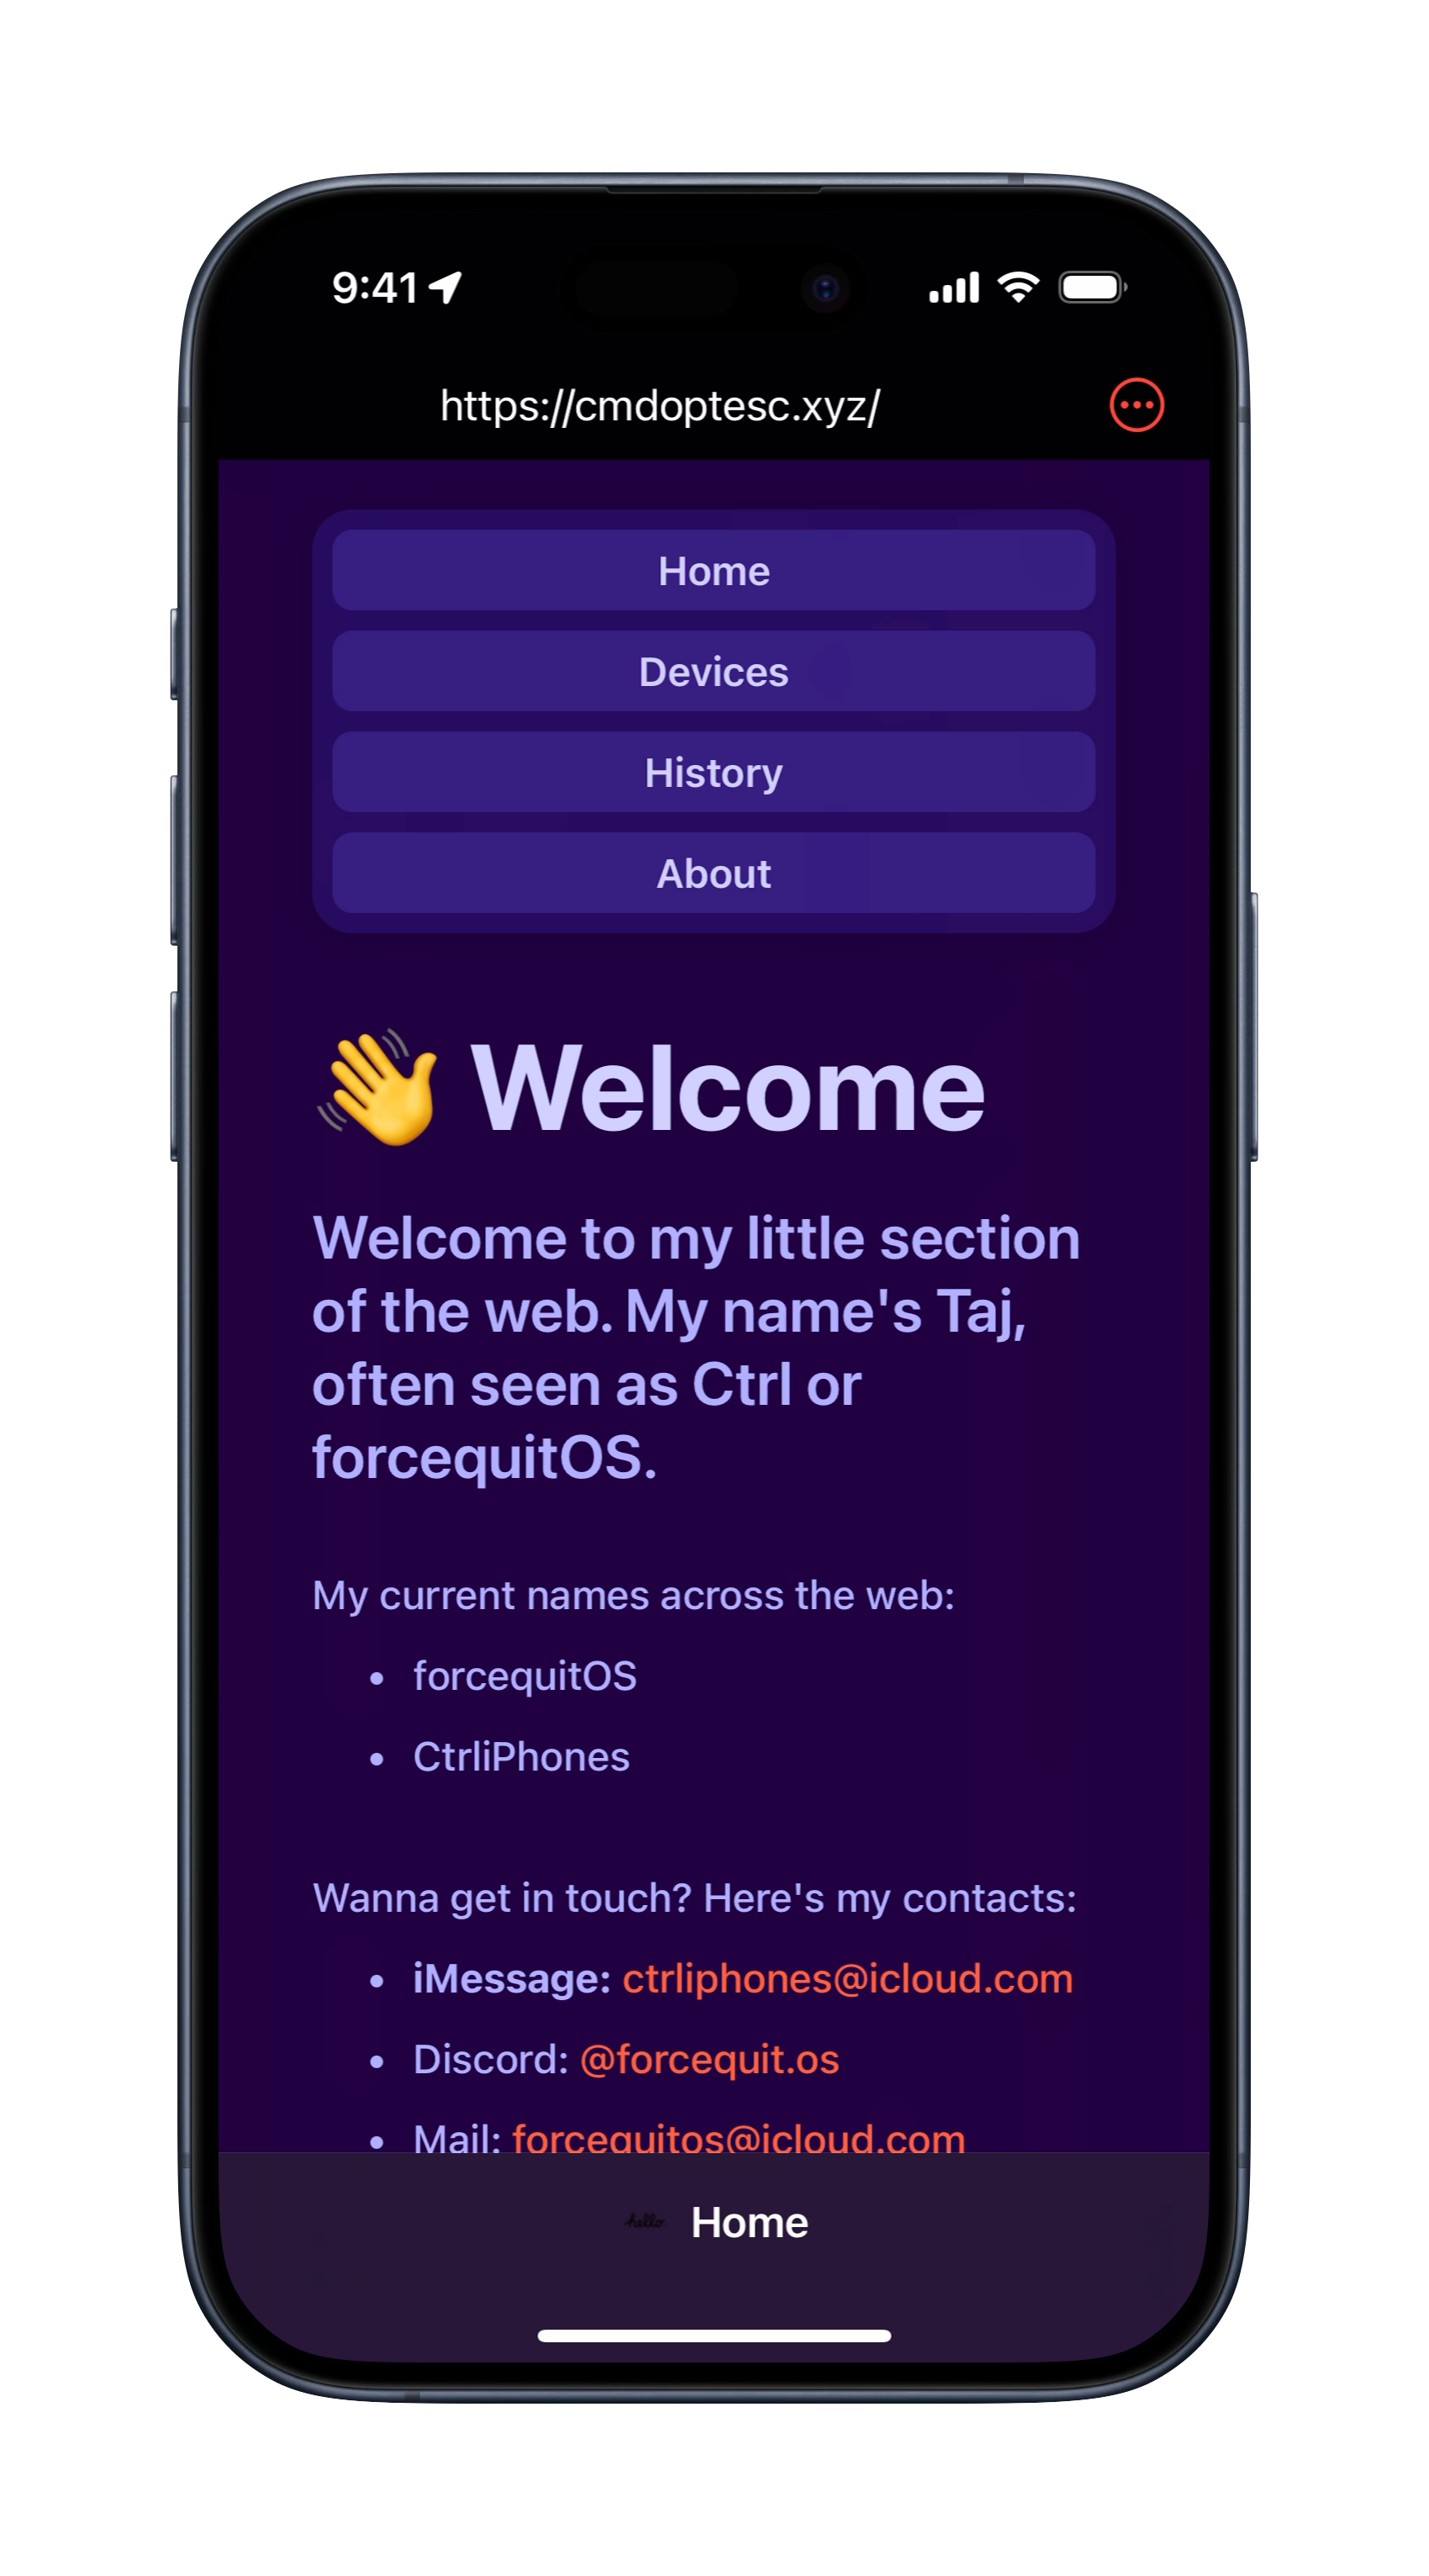 9:41
https://cmdoptesc.xyz/
Home
Devices
History
About
👋 Welcome
Welcome to my little section
of the web. My name's Taj,
often seen as Ctrl or
forcequitOS.
My current names across the web:
• forcequitOS
• CtrliPhones
Wanna get in touch? Here's my contacts:
• iMessage: ctrliphones@icloud.com
• Discord: @forcequit.os
• Mail: forcequitos@icloud.com
hello Home